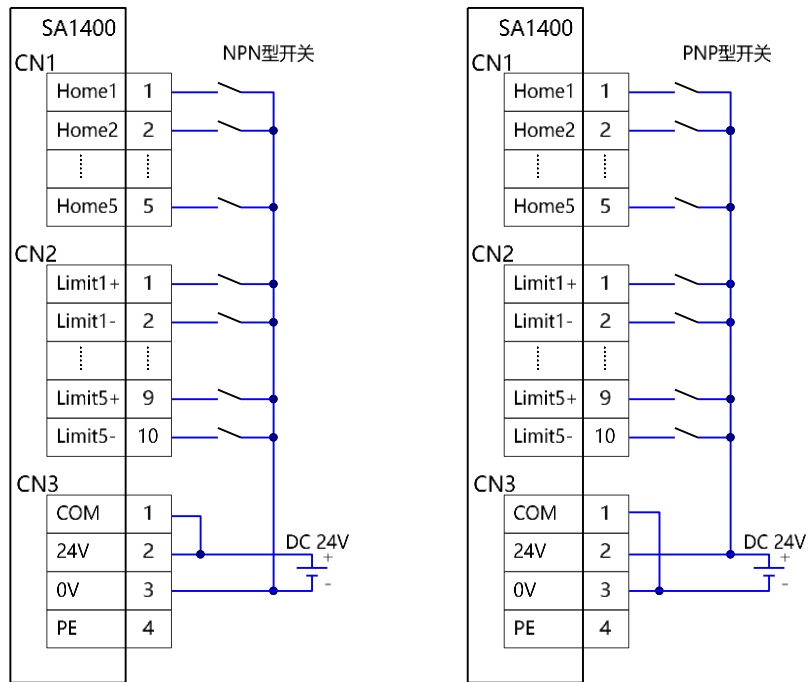 SA1400
NPN型开关
CN1
Home1 1
Home2 2
Home5 5
CN2
Limit1+ 1
Limit1- 2
Limit5+ 9
Limit5- 10
CN3
COM 1
24V 2
0V 3
PE 4
DC 24V
+
-
SA1400
PNP型开关
CN1
Home1 1
Home2 2
Home5 5
CN2
Limit1+ 1
Limit1- 2
Limit5+ 9
Limit5- 10
CN3
COM 1
24V 2
0V 3
PE 4
DC 24V
+
-